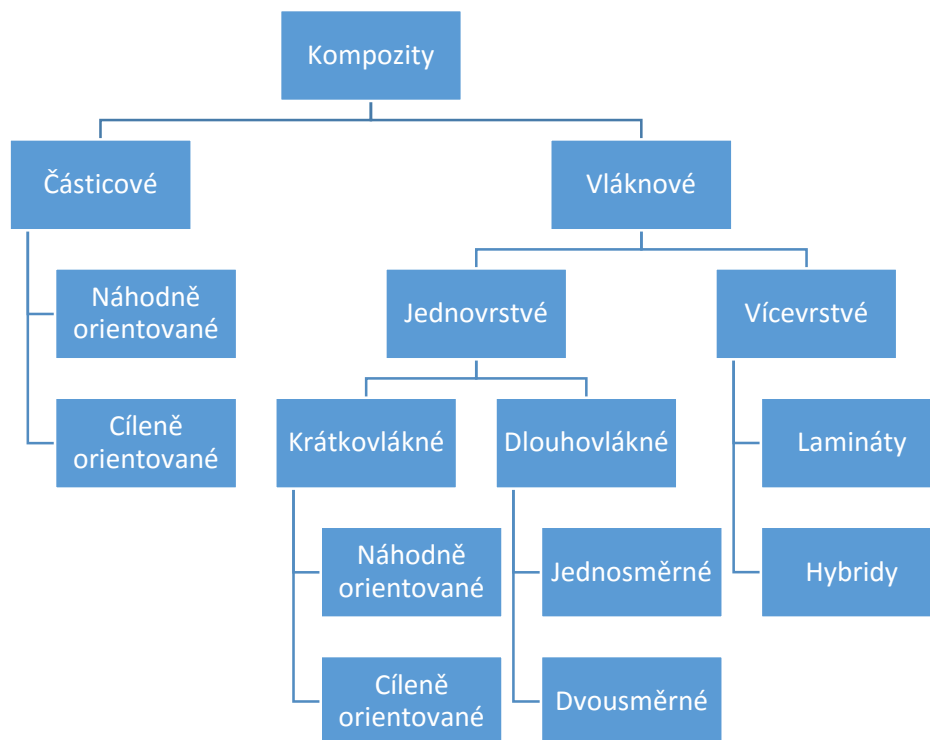 Kompozity
Částicové
Vláknové
Náhodně
orientované
Cíleně
orientované
Jednovrstvé
Vícevrstvé
Krátkovlákné
Dlouhovlákné
Náhodně
orientované
Cíleně
orientované
Jednosměrné
Dvousměrné
Lamináty
Hybridy